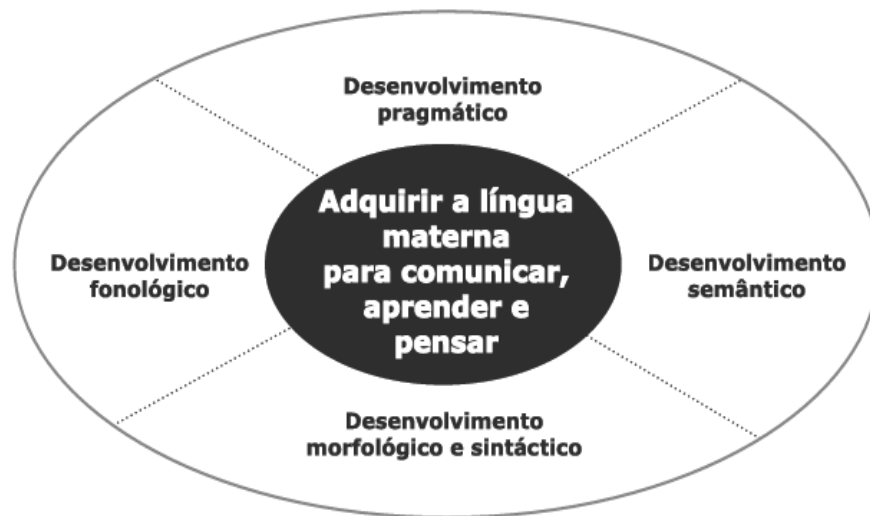 Desenvolvimento
pragmático
Adquirir a língua
materna
para comunicar,
aprender e
pensar
Desenvolvimento
fonológico
Desenvolvimento
semântico
Desenvolvimento
morfológico e sintáctico